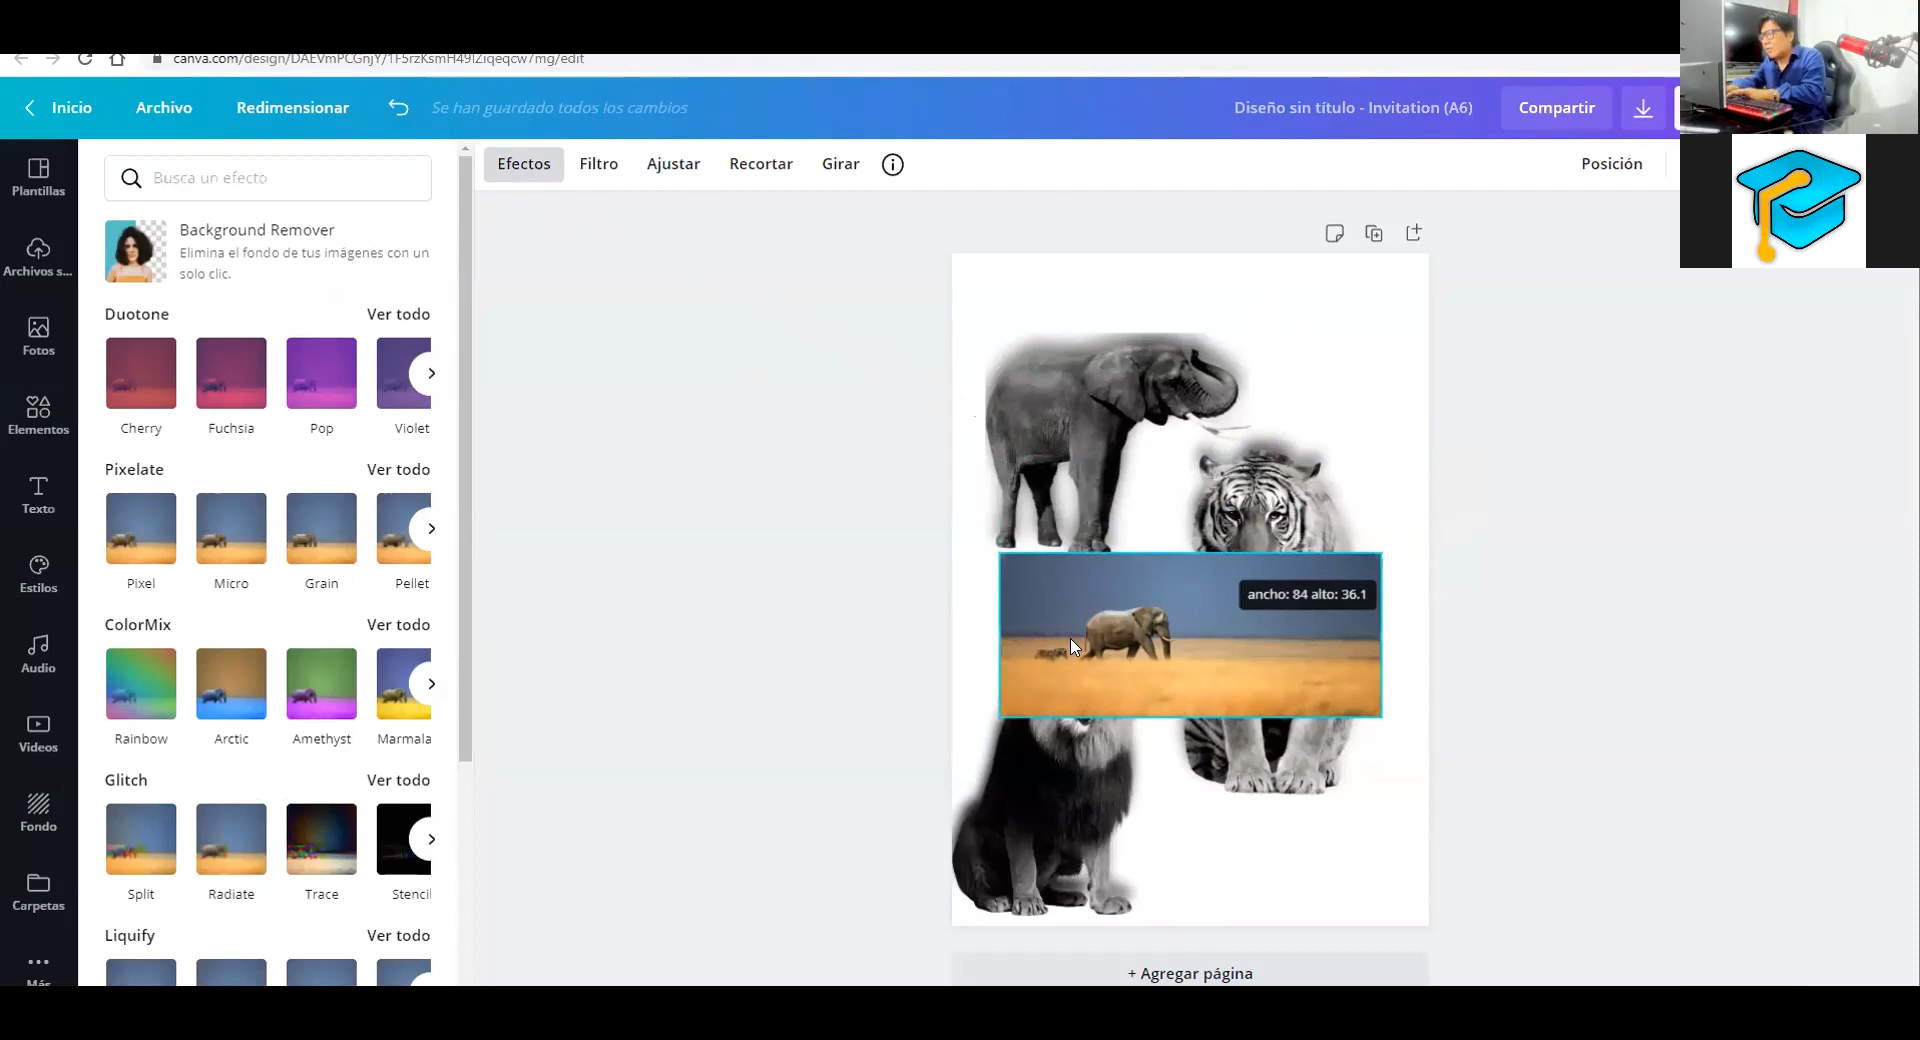 canva.com/design/DAEVmPCGnjY/1F5rzKsmH49IZiqeqcw7mg/edit
Inicio
Archivo
Redimensionar
Se han guardado todos los cambios
Diseño sin título - Invitation (A6)
Compartir
Plantillas
Archivos s...
Fotos
Elementos
Texto
Estilos
Audio
Videos
Fondo
Carpetas
Más
Busca un efecto
Background Remover
Elimina el fondo de tus imágenes con un
solo clic.
Duotone Ver todo
Cherry Fuchsia Pop Violet
Pixelate Ver todo
Pixel Micro Grain Pellet
ColorMix Ver todo
Rainbow Arctic Amethyst Marmala
Glitch Ver todo
Split Radiate Trace Stencil
Liquify Ver todo
Efectos Filtro Ajustar Recortar Girar
Posición
ancho: 84 alto: 36.1
+ Agregar página